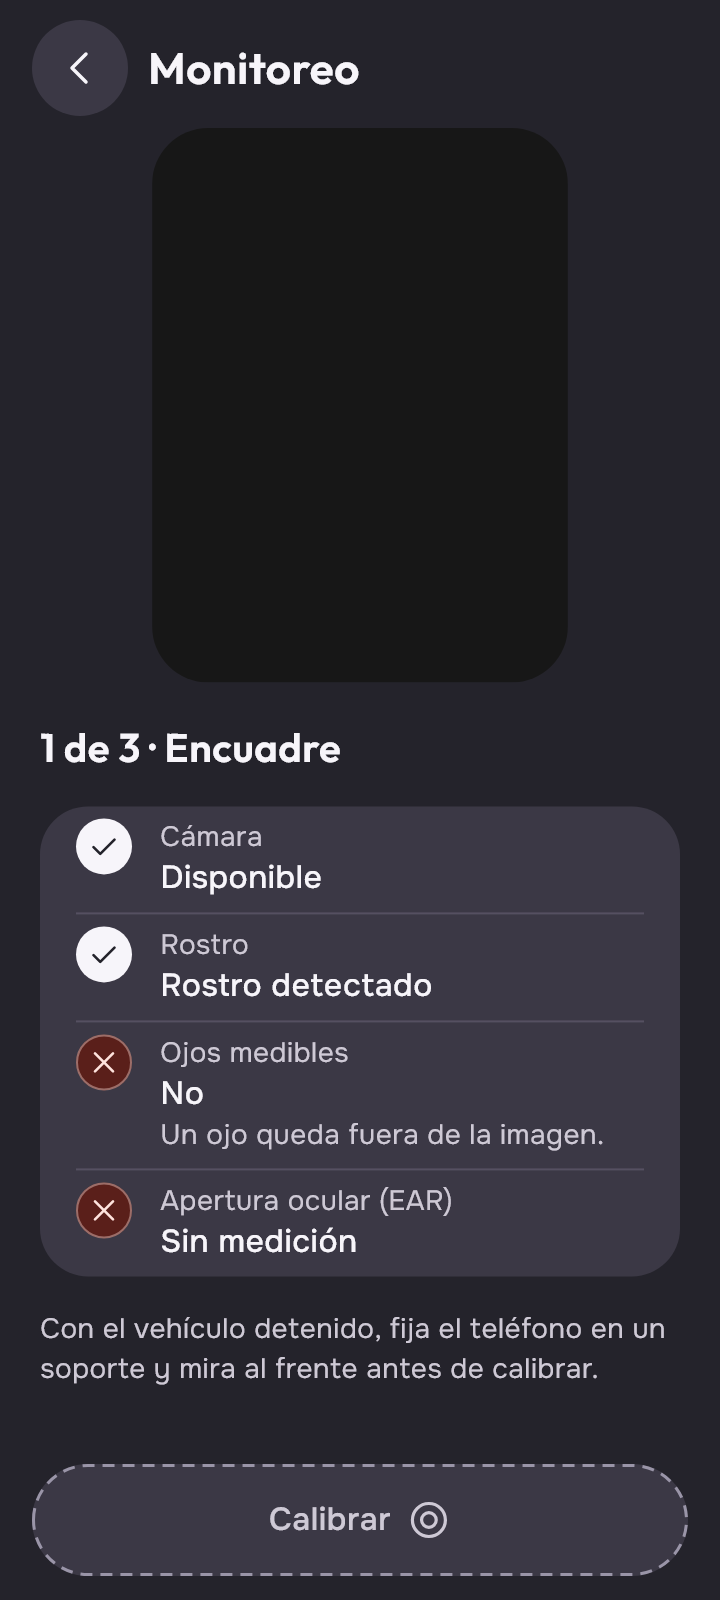 Monitoreo
1 de 3 · Encuadre
Cámara
Disponible
Rostro
Rostro detectado
Ojos medibles
No
Un ojo queda fuera de la imagen.
Apertura ocular (EAR)
Sin medición
Con el vehículo detenido, fija el teléfono en un
soporte y mira al frente antes de calibrar.
Calibrar